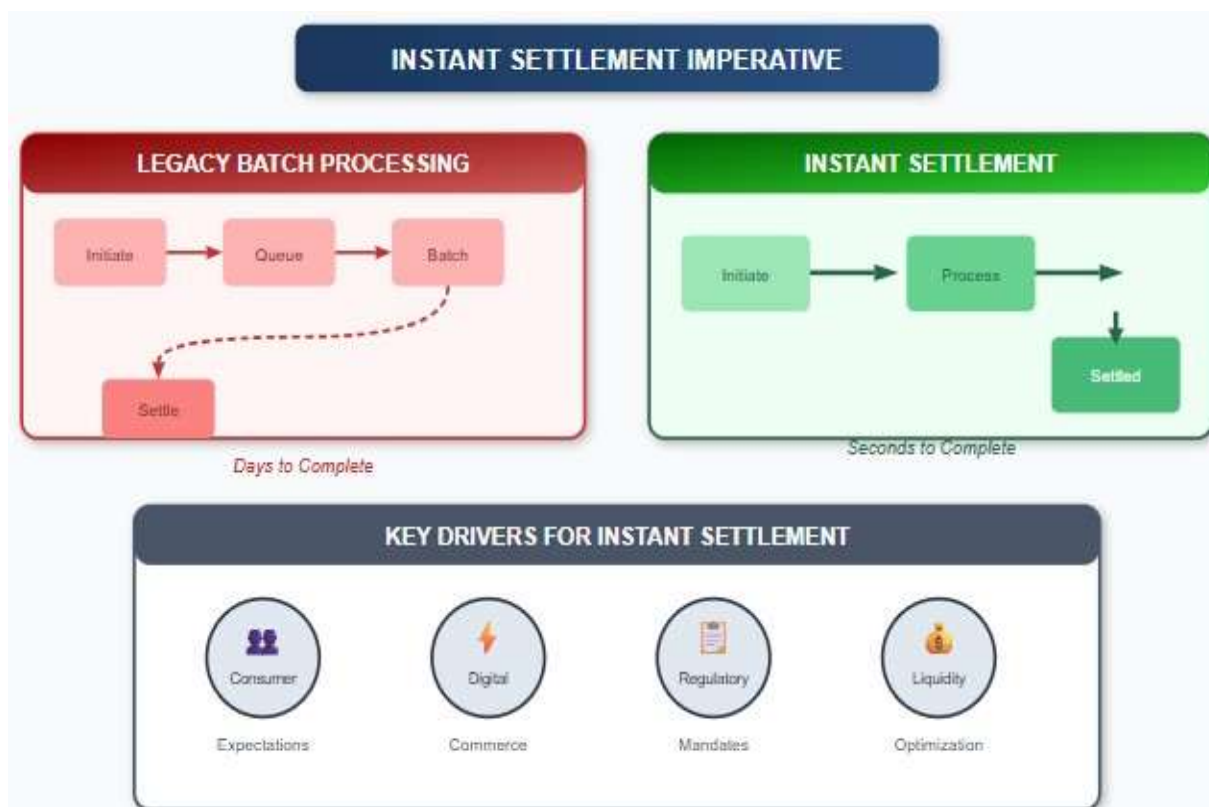 INSTANT SETTLEMENT IMPERATIVE
LEGACY BATCH PROCESSING
Initiate
Queue
Batch
Settle
Days to Complete
INSTANT SETTLEMENT
Initiate
Process
Settled
Seconds to Complete
KEY DRIVERS FOR INSTANT SETTLEMENT
Consumer
Expectations
Digital
Commerce
Regulatory
Mandates
Liquidity
Optimization